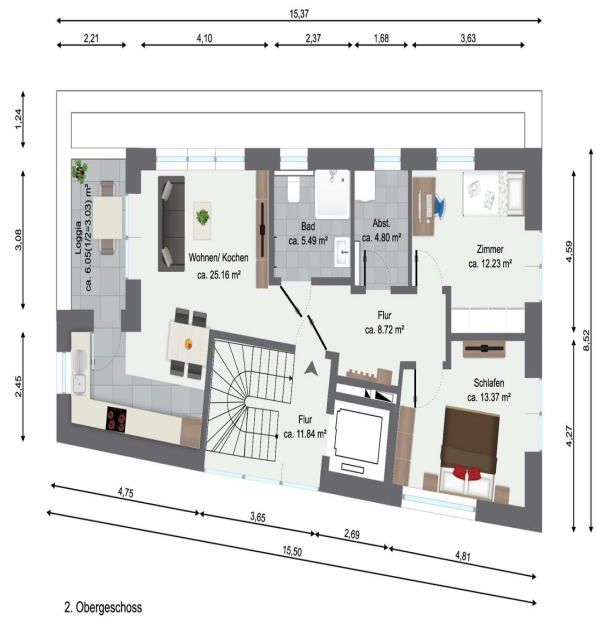 15,37
2,21
4,10
2,37
1,68
3,63
1,24
3,08
2,45
Loggia
ca. 6.05(1/2=3.03) m²
Wohnen/ Kochen
ca. 25.16 m²
Bad
ca. 5.49 m²
Abst.
ca. 4.80 m²
Zimmer
ca. 12.23 m²
Flur
ca. 8.72 m²
Schlafen
ca. 13.37 m²
Flur
ca. 11.84 m²
4,59
8,52
4,27
4,75
3,65
2,69
4,81
15,50
2. Obergeschoss